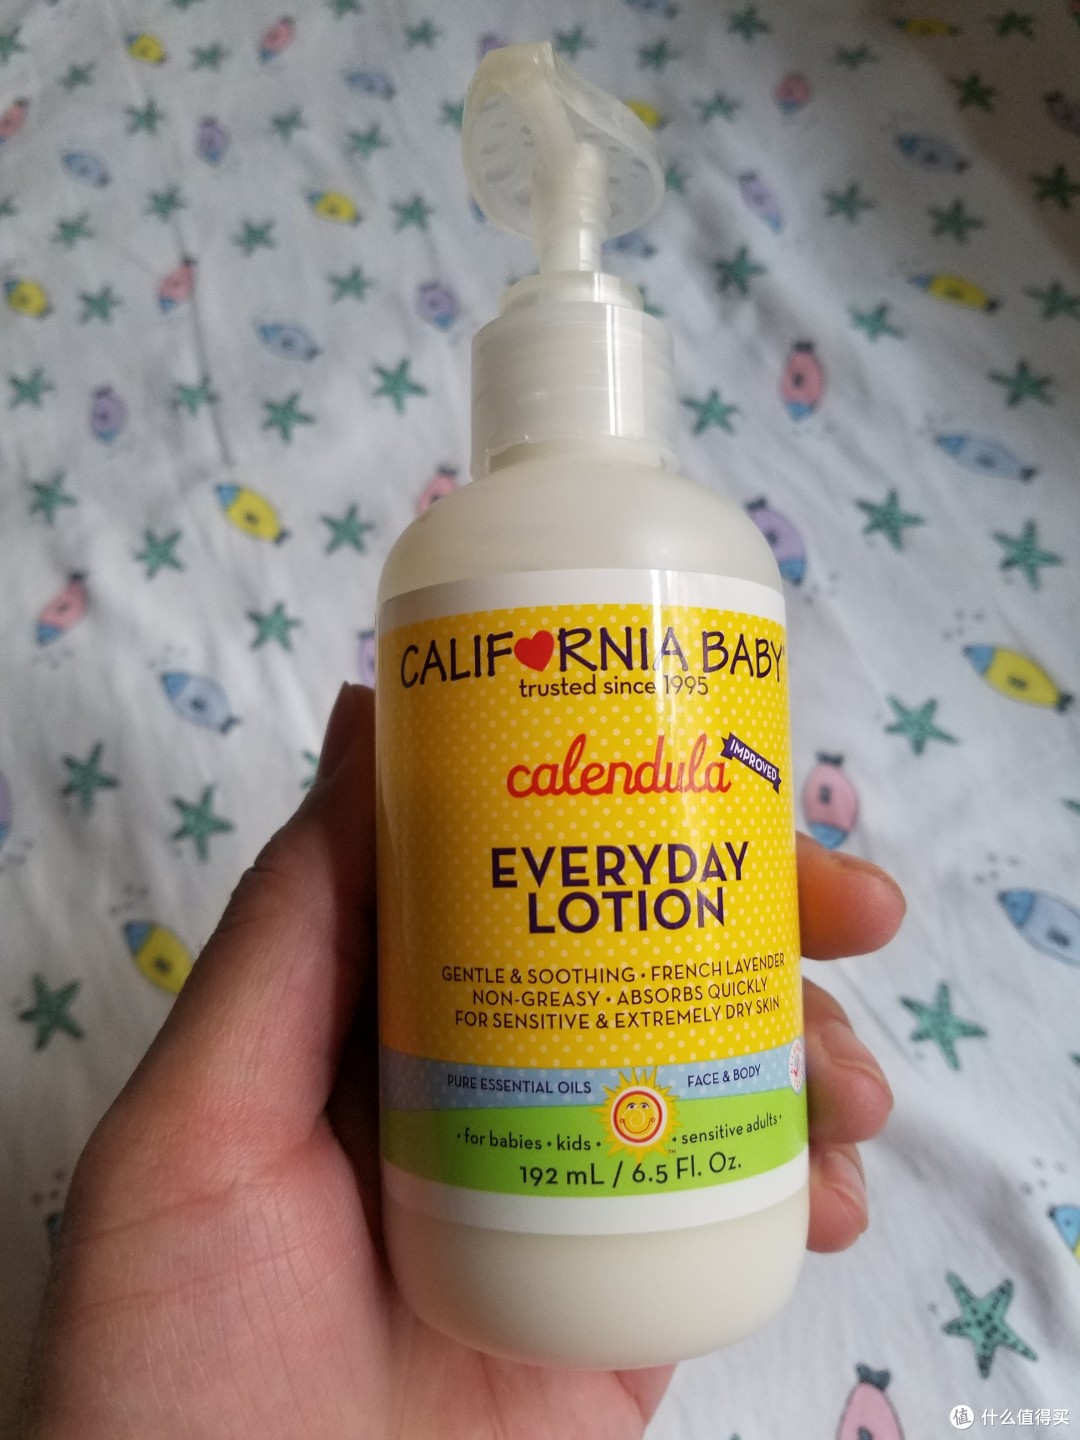 CALIFORNIA BABY®
trusted since 1995
calendula
IMPROVED
EVERYDAY
LOTION
GENTLE & SOOTHING • FRENCH LAVENDER
NON-GREASY • ABSORBS QUICKLY
FOR SENSITIVE & EXTREMELY DRY SKIN
PURE ESSENTIAL OILS FACE & BODY
• for babies • kids • • sensitive adults •
™
192 mL / 6.5 Fl. Oz.
值 什么值得买